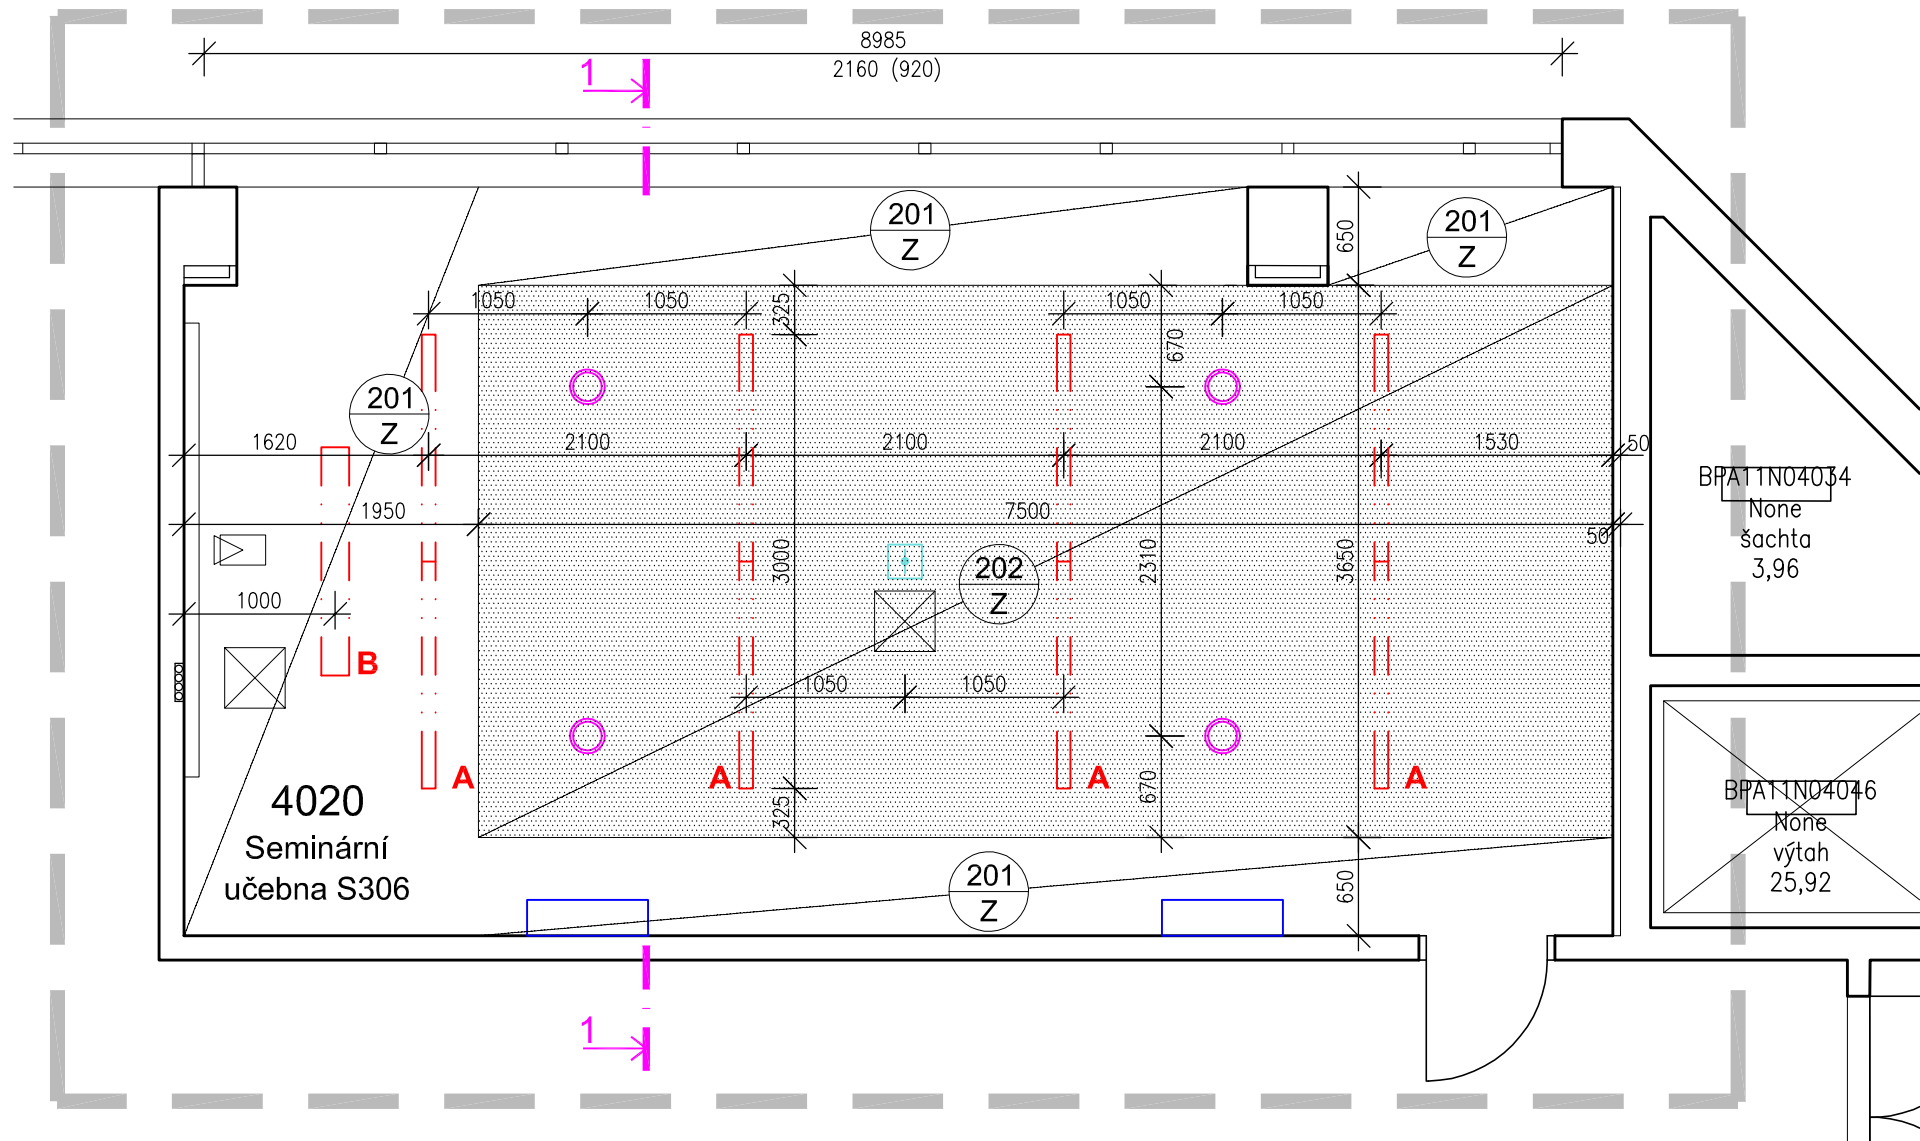 8985
2160 (920)
1
201
Z
201
Z
650
1050
1050
325
1050
1050
670
201
Z
1620
2100
2100
2100
1530
50
BPA11N04034
None
šachta
3,96
1950
7500
50
3000
2310
3650
202
Z
1000
B
1050
1050
A
A
A
A
4020
Seminární
učebna S306
325
670
650
201
Z
BPA11N04046
None
výtah
25,92
1